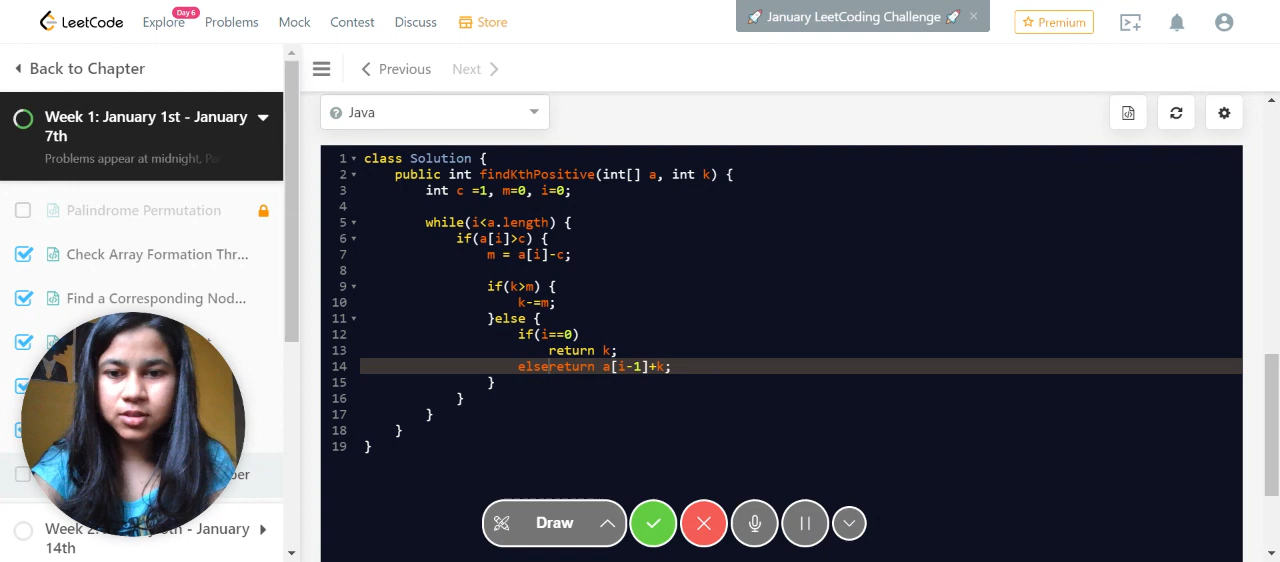 LeetCode
Explore
Day 6
Problems
Mock
Contest
Discuss
Store
🚀 January LeetCoding Challenge 🚀 ×
Premium
Back to Chapter
Previous
Next
Week 1: January 1st - January
7th
Problems appear at midnight,
Java
Palindrome Permutation
Check Array Formation Thr...
Find a Corresponding Nod...
Week 2: January 8th - January
14th
1 class Solution {
2 public int findKthPositive(int[] a, int k) {
3 int c =1, m=0, i=0;
4
5 while(i<a.length) {
6 if(a[i]>c) {
7 m = a[i]-c;
8
9 if(k>m) {
10 k-=m;
11 }else {
12 if(i==0)
13 return k;
14 elsereturn a[i-1]+k;
15 }
16 }
17 }
18 }
19 }
Draw